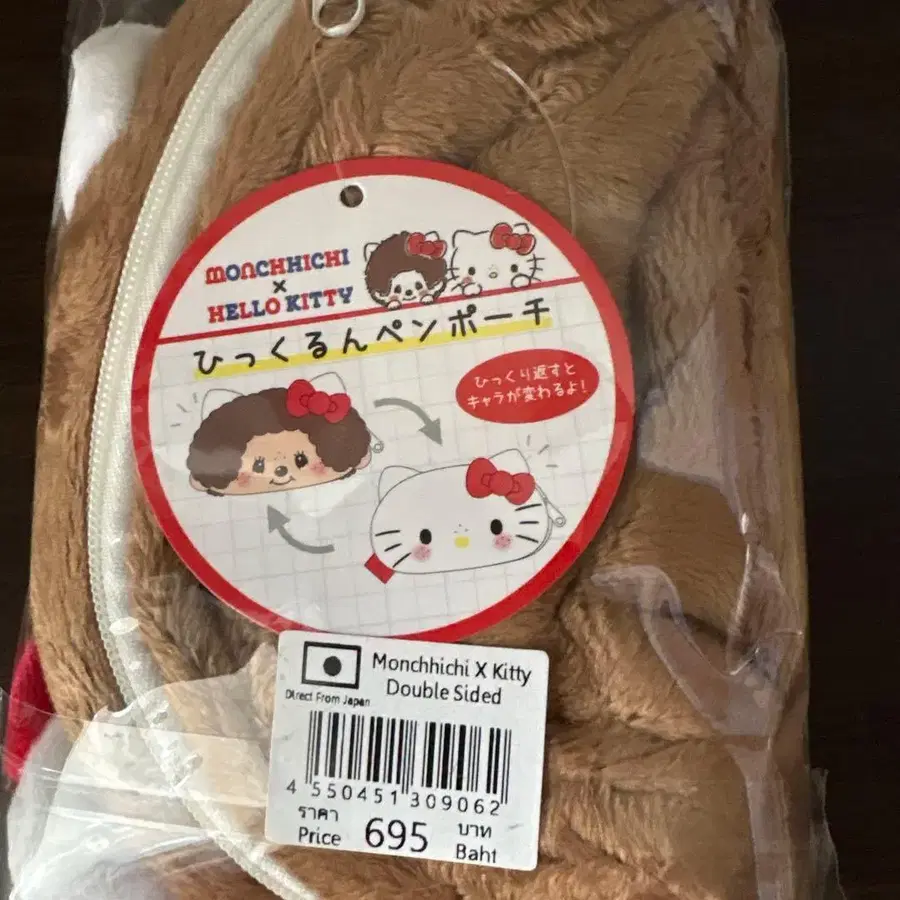 MONCHHICHI
×
HELLO KITTY
ひっくるんペンポーチ
ひっくり返すと
キャラが変わるよ!
Direct From Japan
Monchhichi X Kitty
Double Sided
4 550451 309062
ราคา
Price
695
บาท
Baht